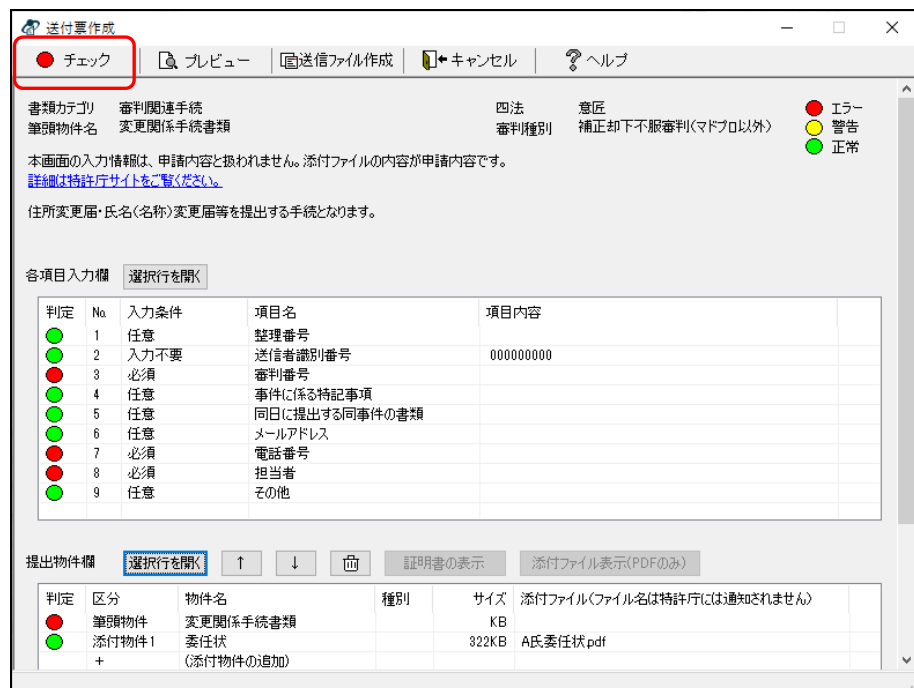 送付票作成
チェック プレビュー 送信ファイル作成 キャンセル ヘルプ
書類カテゴリ 審判関連手続 四法 意匠 エラー
筆頭物件名 変更関係手続書類 審判種別 補正却下不服審判(マドプロ以外) 警告
正常
本画面の入力情報は、申請内容と扱われません。添付ファイルの内容が申請内容です。
詳細は特許庁サイトをご覧ください。
住所変更届・氏名(名称)変更届等を提出する手続となります。
各項目入力欄 選択行を開く
判定 No. 入力条件 項目名 項目内容
1 任意 整理番号
2 入力不要 送信者識別番号 000000000
3 必須 審判番号
4 任意 事件に係る特記事項
5 任意 同日に提出する同事件の書類
6 任意 メールアドレス
7 必須 電話番号
8 必須 担当者
9 任意 その他
提出物件欄 選択行を開く ↑ ↓ 証明書の表示 添付ファイル表示(PDFのみ)
判定 区分 物件名 種別 サイズ 添付ファイル(ファイル名は特許庁には通知されません)
筆頭物件 変更関係手続書類 KB
添付物件1 委任状 322KB A氏委任状.pdf
+ (添付物件の追加)